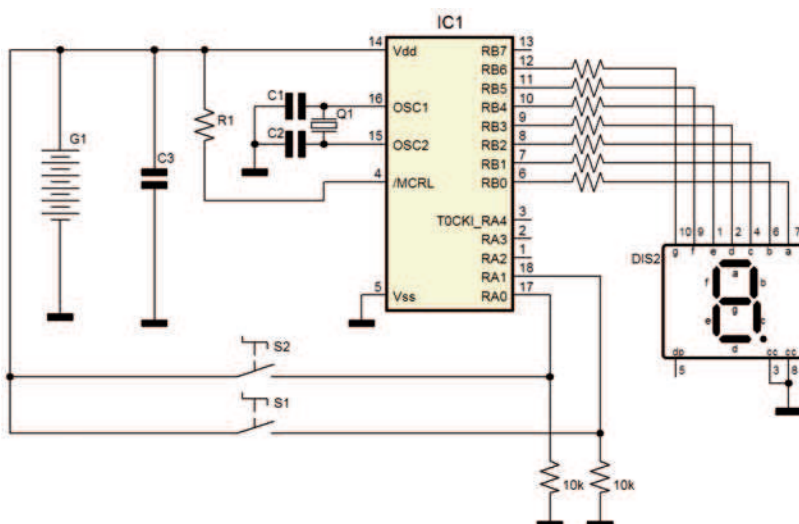 IC1
14 Vdd RB7 13
RB6 12
RB5 11
C1 16 OSC1 RB4 10
Q1 RB3 9
R1 C2 15 OSC2 RB2 8
G1 C3 RB1 7
4 /MCRL RB0 6
T0CKI_RA4 3
RA3 2
RA2 1
RA1 18
5 Vss RA0 17
10 9 1 2 4 6 7
DIS2 g f e d c b a
a
f b
g
e c
d
dp cc cc
5 3 8
S2
S1
10k 10k